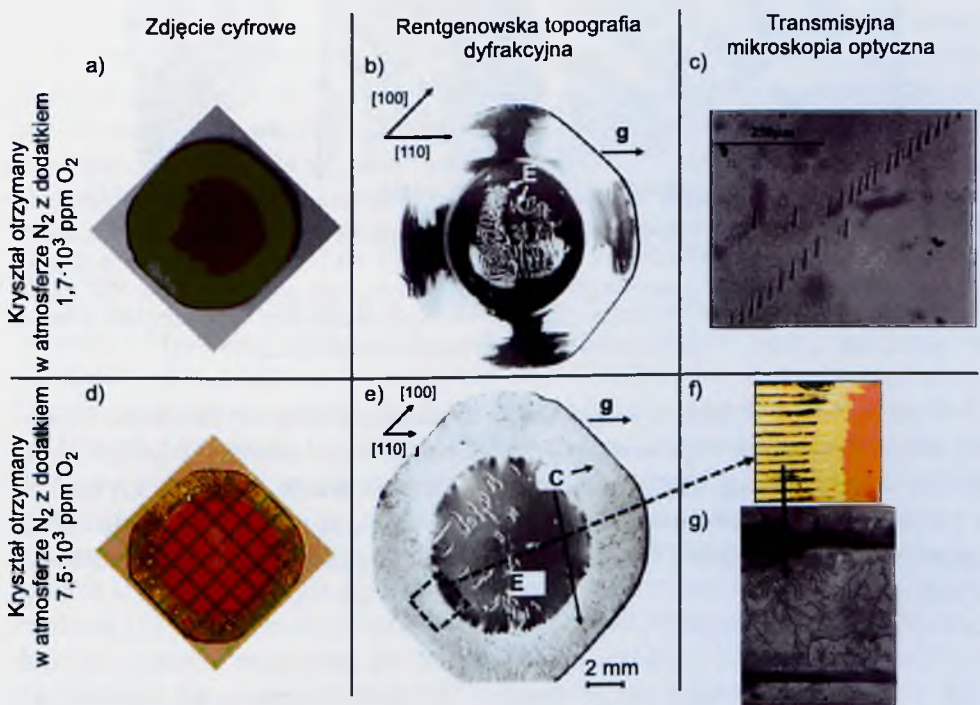 Zdjęcie cyfrowe
Rentgenowska topografia
dyfrakcyjna
Transmisyjna
mikroskopia optyczna
Kryształ otrzymany
w atmosferze N₂ z dodatkiem
1,7·10³ ppm O₂
a)
b)
[100]
[110]
g
E
c)
Kryształ otrzymany
w atmosferze N₂ z dodatkiem
7,5·10³ ppm O₂
d)
e)
[100]
[110]
g
C
E
2 mm
f)
g)